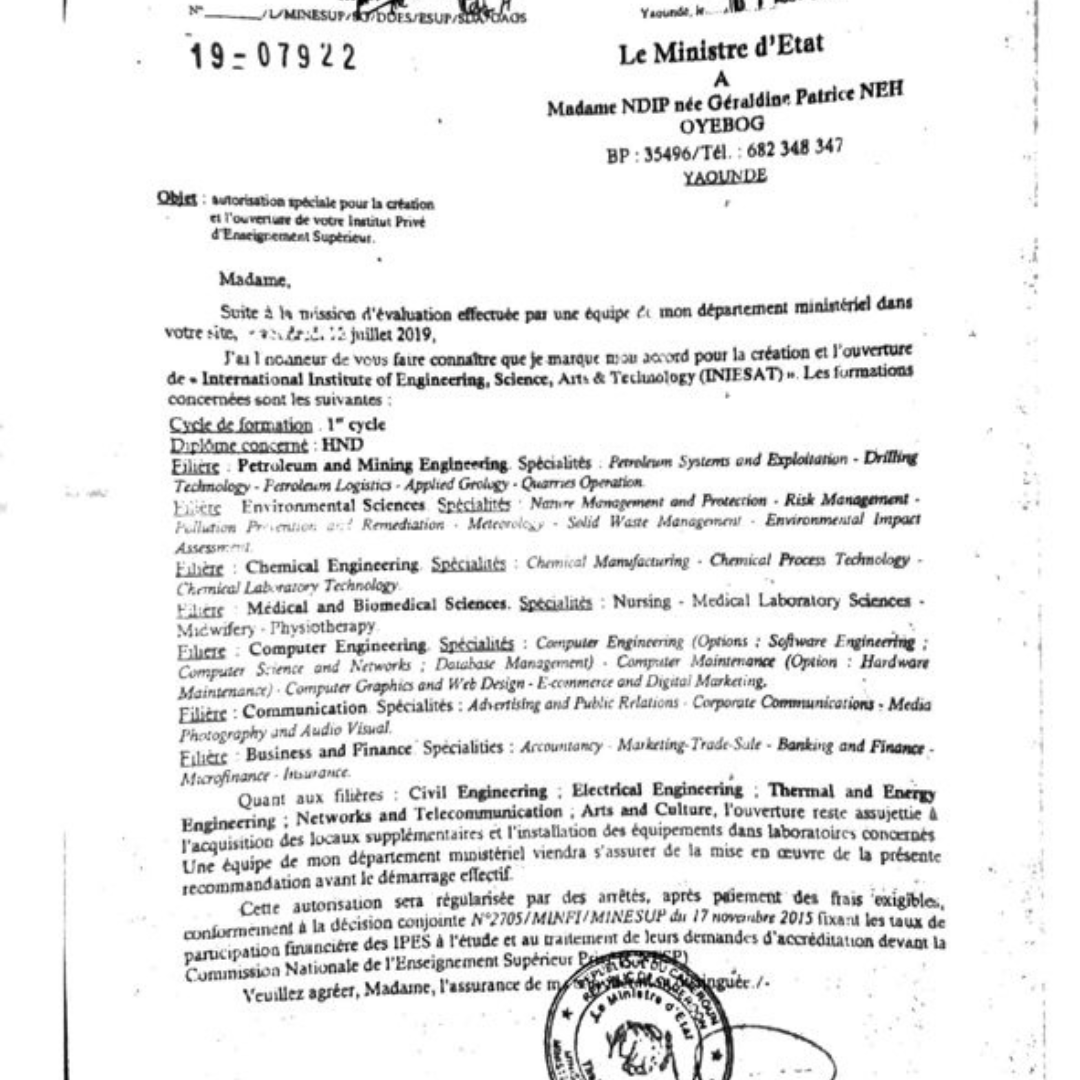 N° /L/MINESUP/SG/DDES/ESUP/SDA/OAOS
Yaoundé, le
19-07922
Le Ministre d'Etat
A
Madame NDIP née Géraldine Patrice NEH
OYEBOG
BP : 35496/Tél. : 682 348 347
YAOUNDE
Objet : autorisation spéciale pour la création
et l'ouverture de votre Institut Privé
d'Enseignement Supérieur.
Madame,
Suite à la mission d'évaluation effectuée par une équipe de mon département ministériel dans
votre site, juillet 2019,
J'ai l'honneur de vous faire connaître que je marque mon accord pour la création et l'ouverture
de « International Institute of Engineering, Science, Arts & Technology (INIESAT) ». Les formations
concernées sont les suivantes :
Cycle de formation : 1er cycle
Diplôme concerné : HND
Filière : Petroleum and Mining Engineering. Spécialités : Petroleum Systems and Exploitation - Drilling
Technology - Petroleum Logistics - Applied Geology - Quarries Operation.
Filière Environmental Sciences. Spécialités : Nature Management and Protection - Risk Management -
Pollution Prevention and Remediation - Meteorology - Solid Waste Management - Environmental Impact
Assessment.
Filière : Chemical Engineering. Spécialités : Chemical Manufacturing - Chemical Process Technology -
Chemical Laboratory Technology.
Filière : Médical and Biomedical Sciences. Spécialités : Nursing - Medical Laboratory Sciences -
Midwifery - Physiotherapy.
Filière : Computer Engineering. Spécialités : Computer Engineering (Options ; Software Engineering ;
Computer Science and Networks ; Database Management) - Computer Maintenance (Option : Hardware
Maintenance) - Computer Graphics and Web Design - E-commerce and Digital Marketing.
Filière : Communication. Spécialités : Advertising and Public Relations - Corporate Communications - Media
Photography and Audio Visual.
Filière : Business and Finance Spécialities : Accountancy - Marketing-Trade-Sale - Banking and Finance -
Microfinance - Insurance.
Quant aux filières : Civil Engineering ; Electrical Engineering ; Thermal and Energy
Engineering ; Networks and Telecommunication ; Arts and Culture, l'ouverture reste assujettie à
l'acquisition des locaux supplémentaires et l'installation des équipements dans laboratoires concernés
Une équipe de mon département ministériel viendra s'assurer de la mise en œuvre de la présente
recommandation avant le démarrage effectif.
Cette autorisation sera régularisée par des arrêtés, après paiement des frais exigibles,
conformement à la décision conjointe N°2705/MINFI/MINESUP du 17 novembre 2015 fixant les taux de
participation financière des IPES à l'étude et au traitement de leurs demandes d'accréditation devant la
Commission Nationale de l'Enseignement Supérieur
Veuillez agréer, Madame, l'assurance de distinguée./-
REPUBLIQUE DU CAMEROUN
REPUBLIC OF CAMEROON
Le Ministre d'Etat